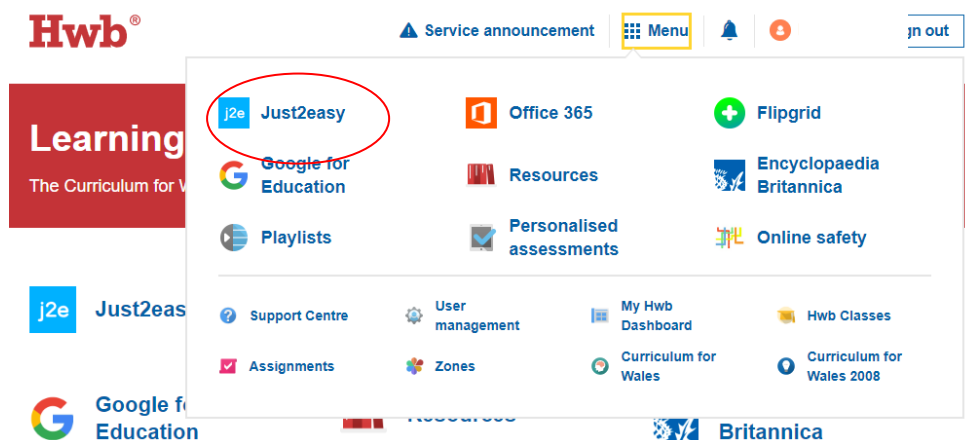 Hwb®
Service announcement
Menu
gn out
j2e Just2easy
Office 365
Flipgrid
Learning
The Curriculum for W
Google for
Education
Resources
Encyclopaedia
Britannica
Playlists
Personalised
assessments
Online safety
j2e Just2eas
Support Centre
User
management
My Hwb
Dashboard
Hwb Classes
Assignments
Zones
Curriculum for
Wales
Curriculum for
Wales 2008
Google fo
Education
Resources
Britannica